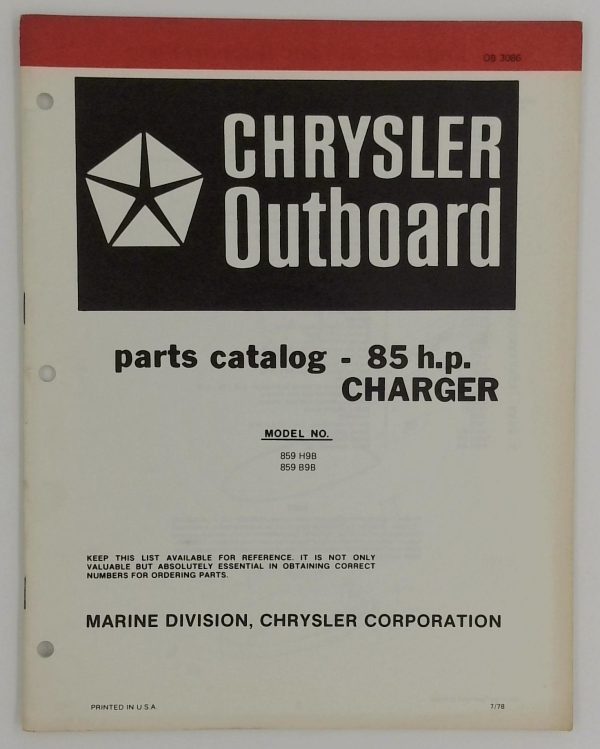 OB 3086
CHRYSLER
Outboard
parts catalog - 85 h.p.
CHARGER
MODEL NO.
859 H9B
859 B9B
KEEP THIS LIST AVAILABLE FOR REFERENCE. IT IS NOT ONLY
VALUABLE BUT ABSOLUTELY ESSENTIAL IN OBTAINING CORRECT
NUMBERS FOR ORDERING PARTS.
MARINE DIVISION, CHRYSLER CORPORATION
PRINTED IN U.S.A.
7/78